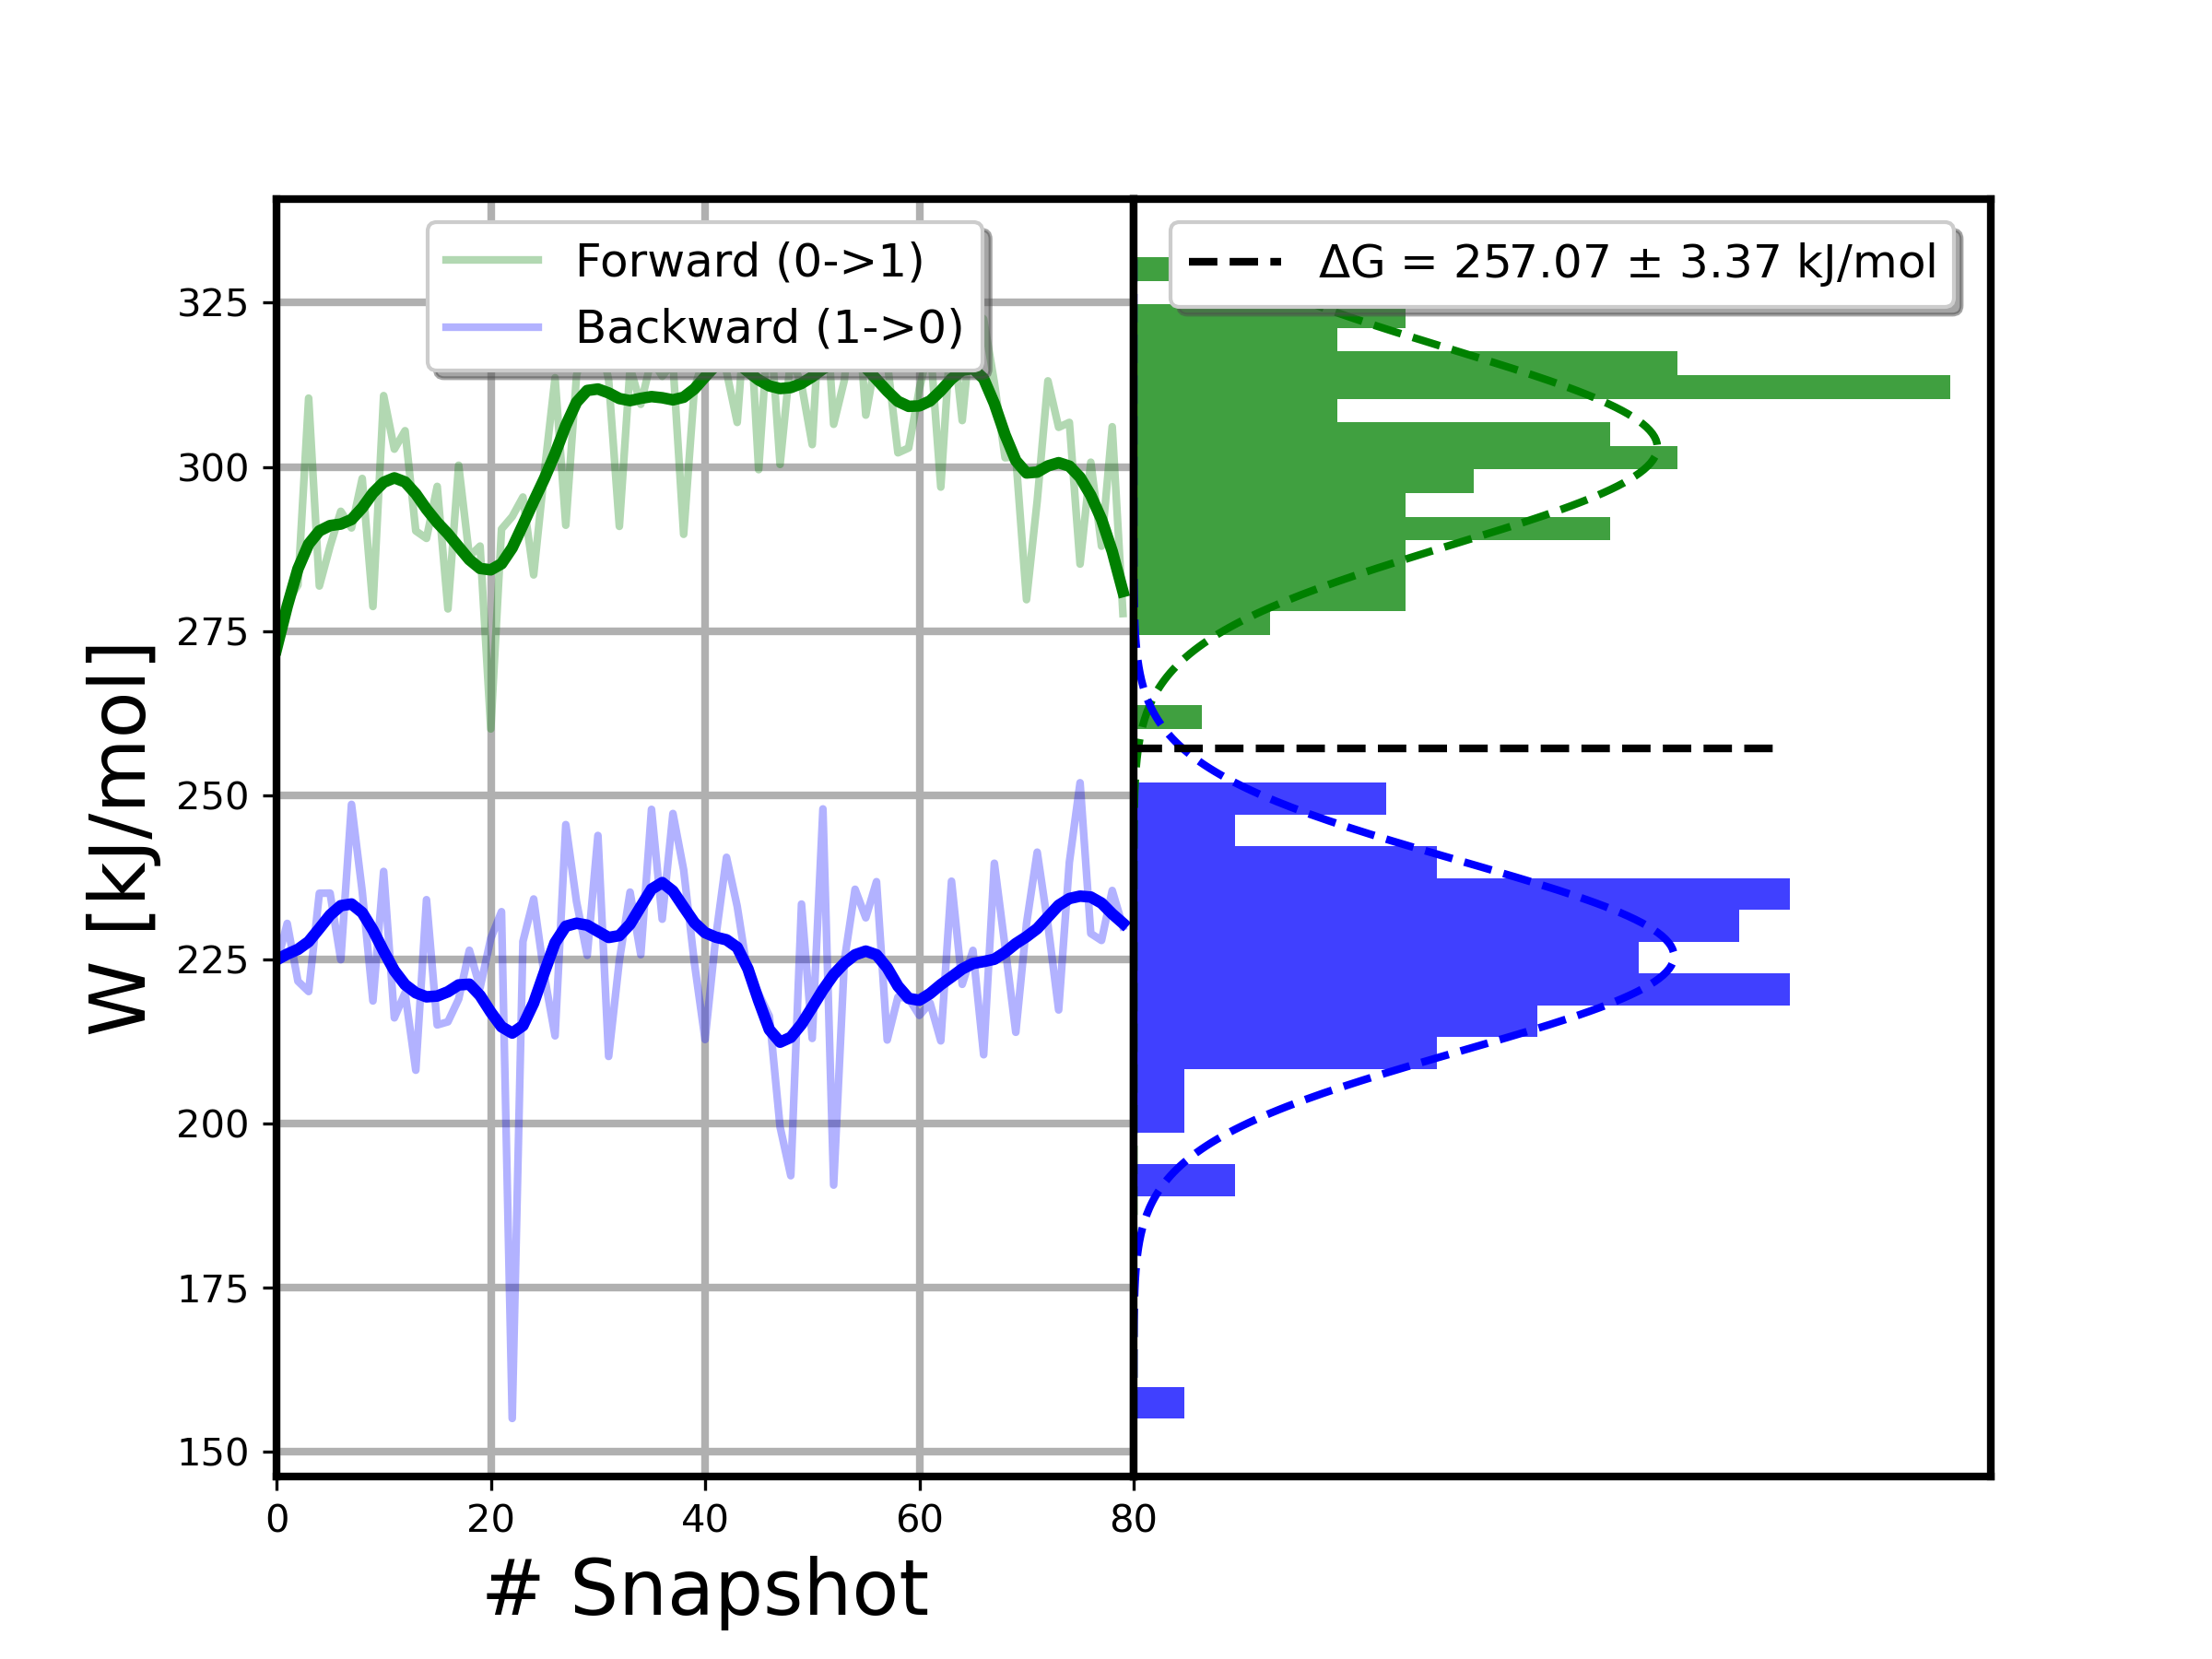 Forward (0->1)
Backward (1->0)
ΔG = 257.07 ± 3.37 kJ/mol
W [kJ/mol]
325
300
275
250
225
200
175
150
0 20 40 60 80
# Snapshot